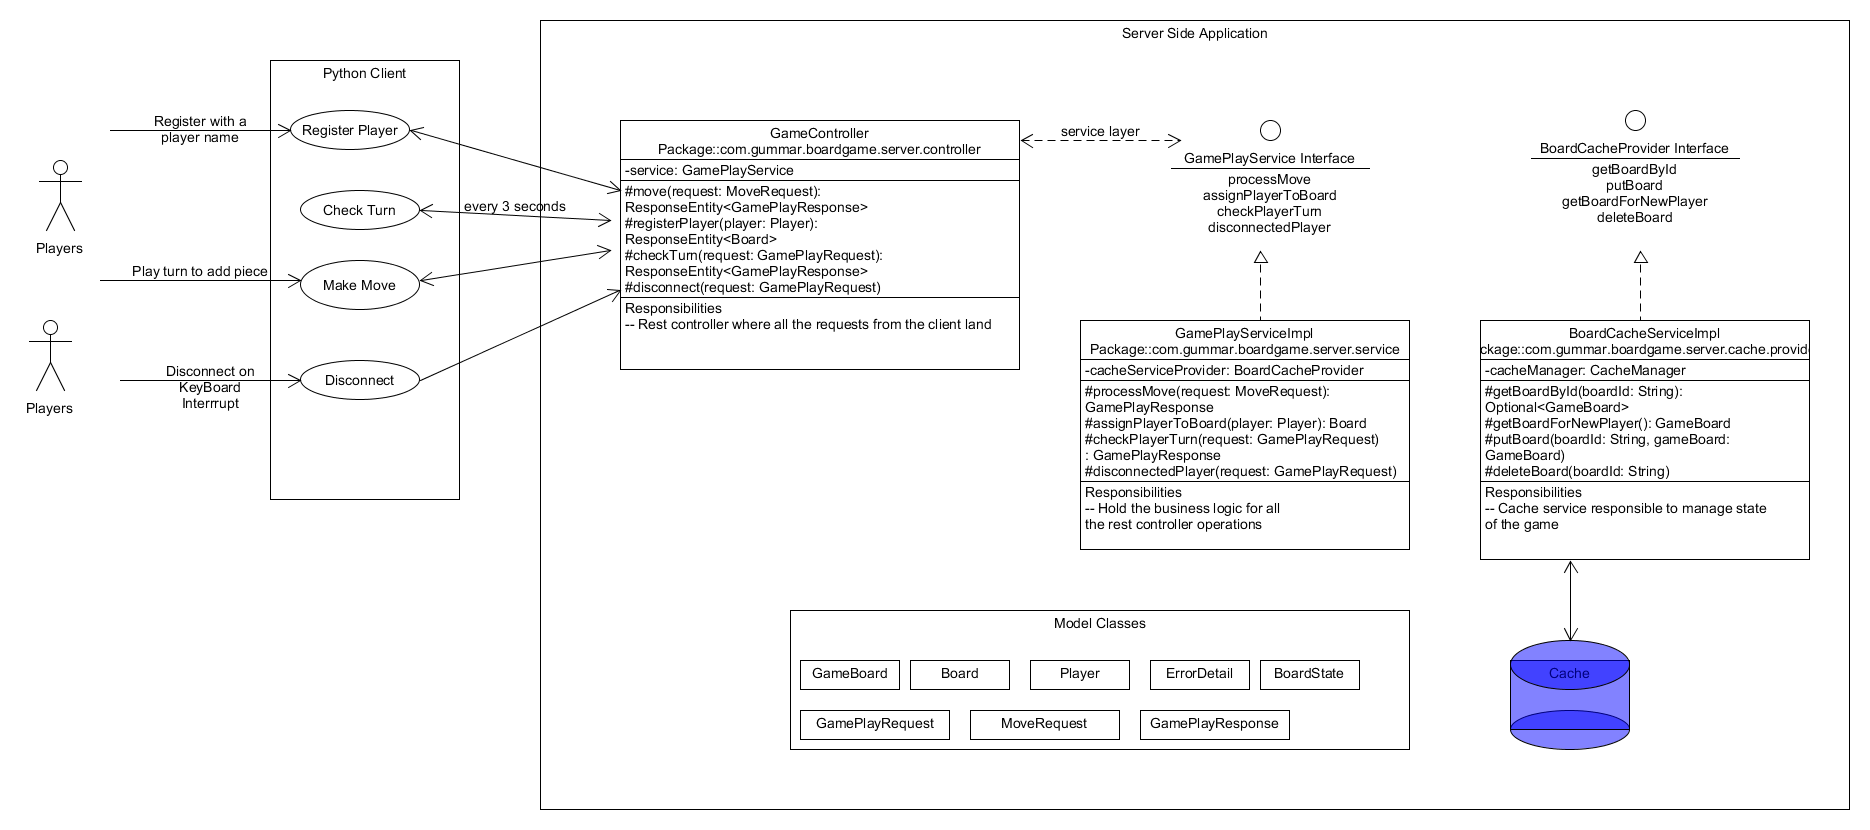 Server Side Application
Python Client
Register with a
player name
Register Player
Check Turn
every 3 seconds
Players
Play turn to add piece
Make Move
Disconnect on
KeyBoard
Interrrupt
Disconnect
Players
GameController
Package::com.gummar.boardgame.server.controller
-service: GamePlayService
#move(request: MoveRequest):
ResponseEntity<GamePlayResponse>
#registerPlayer(player: Player):
ResponseEntity<Board>
#checkTurn(request: GamePlayRequest):
ResponseEntity<GamePlayResponse>
#disconnect(request: GamePlayRequest)
Responsibilities
-- Rest controller where all the requests from the client land
service layer
GamePlayService Interface
processMove
assignPlayerToBoard
checkPlayerTurn
disconnectedPlayer
BoardCacheProvider Interface
getBoardById
putBoard
getBoardForNewPlayer
deleteBoard
GamePlayServiceImpl
Package::com.gummar.boardgame.server.service
-cacheServiceProvider: BoardCacheProvider
#processMove(request: MoveRequest):
GamePlayResponse
#assignPlayerToBoard(player: Player): Board
#checkPlayerTurn(request: GamePlayRequest)
: GamePlayResponse
#disconnectedPlayer(request: GamePlayRequest)
Responsibilities
-- Hold the business logic for all
the rest controller operations
BoardCacheServiceImpl
ckage::com.gummar.boardgame.server.cache.provide
-cacheManager: CacheManager
#getBoardById(boardId: String):
Optional<GameBoard>
#getBoardForNewPlayer(): GameBoard
#putBoard(boardId: String, gameBoard:
GameBoard)
#deleteBoard(boardId: String)
Responsibilities
-- Cache service responsible to manage state
of the game
Model Classes
GameBoard
Board
Player
ErrorDetail
BoardState
GamePlayRequest
MoveRequest
GamePlayResponse
Cache